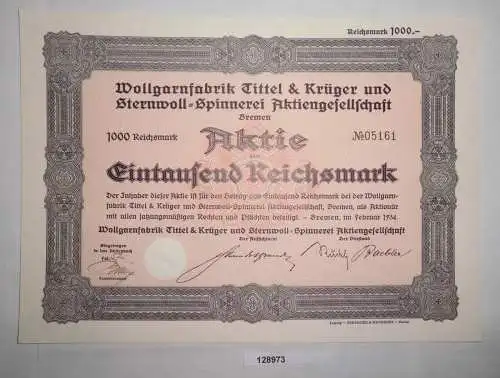 Reichsmark 1000.-
Wollgarnfabrik Tittel & Krüger und
Sternwoll-Spinnerei Aktiengesellschaft
Bremen
1000 Reichsmark Aktie № 05161
Eintausend Reichsmark
Der Inhaber dieser Aktie ist für den Betrag von Eintausend Reichsmark bei der Wollgarn-
fabrik Tittel & Krüger und Sternwoll-Spinnerei Aktiengesellschaft, Bremen, als Aktionär
mit allen satzungsmäßigen Rechten und Pflichten beteiligt. - Bremen, im Februar 1934
Wollgarnfabrik Tittel & Krüger und Sternwoll-Spinnerei Aktiengesellschaft
Der Aufsichtsrat Der Vorstand
Eingetragen
128973